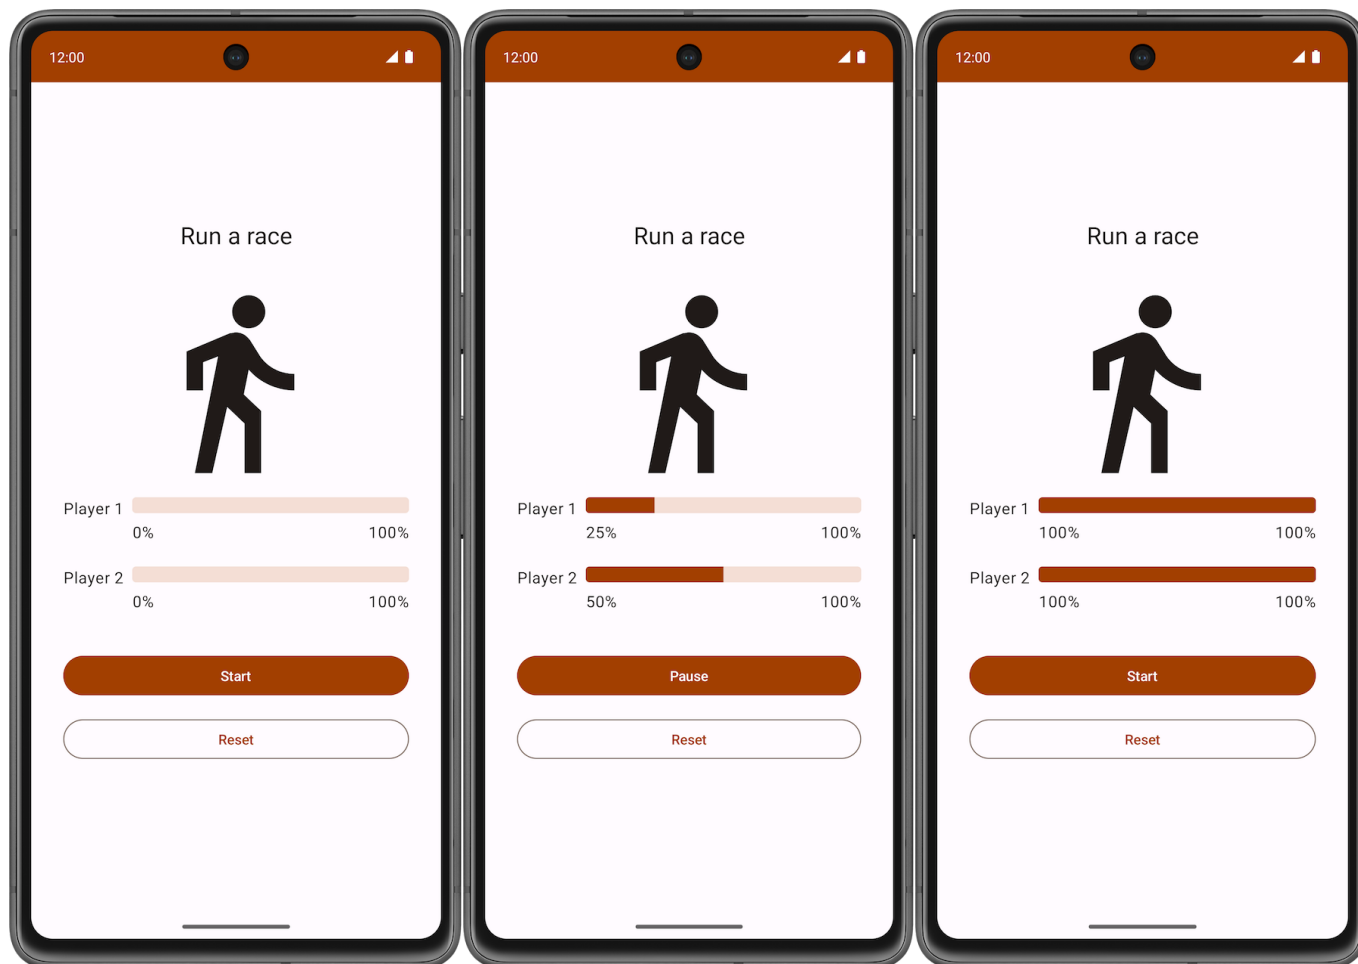 12:00
Run a race
Player 1
0% 100%
Player 2
0% 100%
Start
Reset
12:00
Run a race
Player 1
25% 100%
Player 2
50% 100%
Pause
Reset
12:00
Run a race
Player 1
100% 100%
Player 2
100% 100%
Start
Reset